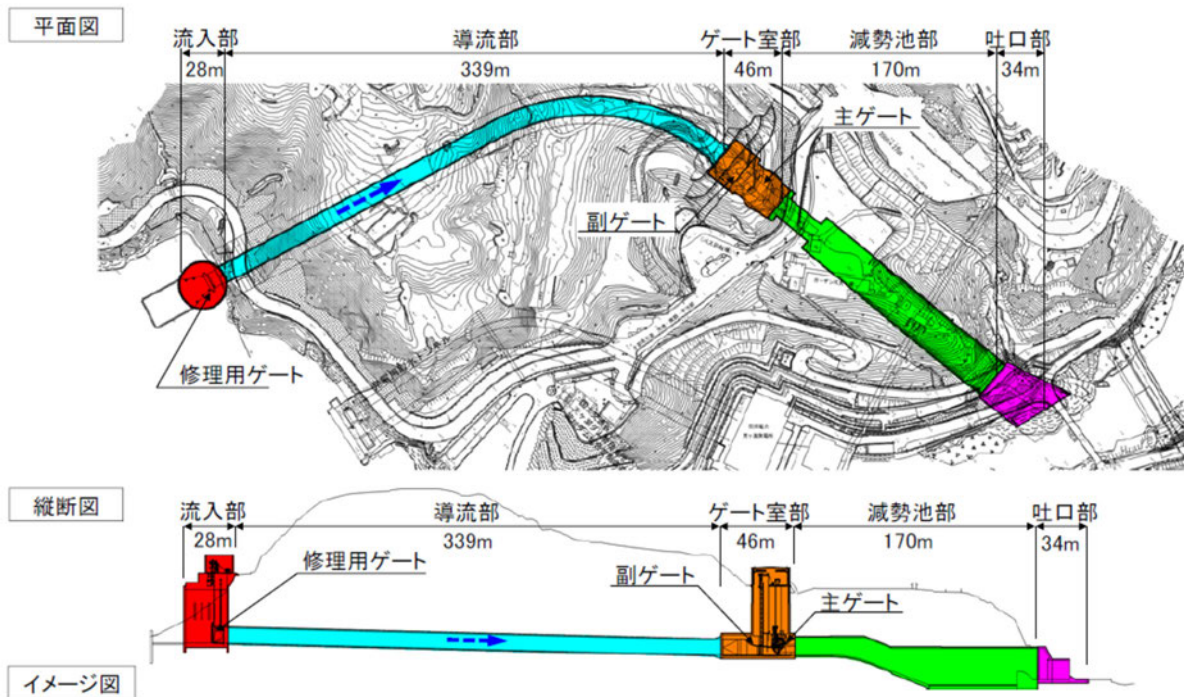 平面図
流入部 導流部 ゲート室部 減勢池部 吐口部
28m 339m 46m 170m 34m
主ゲート
副ゲート
修理用ゲート
縦断図
流入部 導流部 ゲート室部 減勢池部 吐口部
28m 339m 46m 170m 34m
修理用ゲート
副ゲート
主ゲート
イメージ図